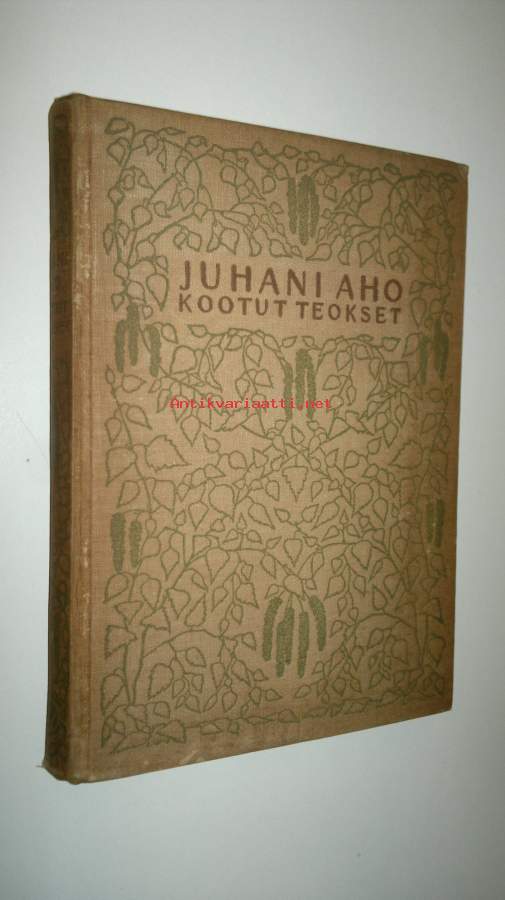 JUHANI AHO
KOOTUT TEOKSET
Antikvariaatti.net